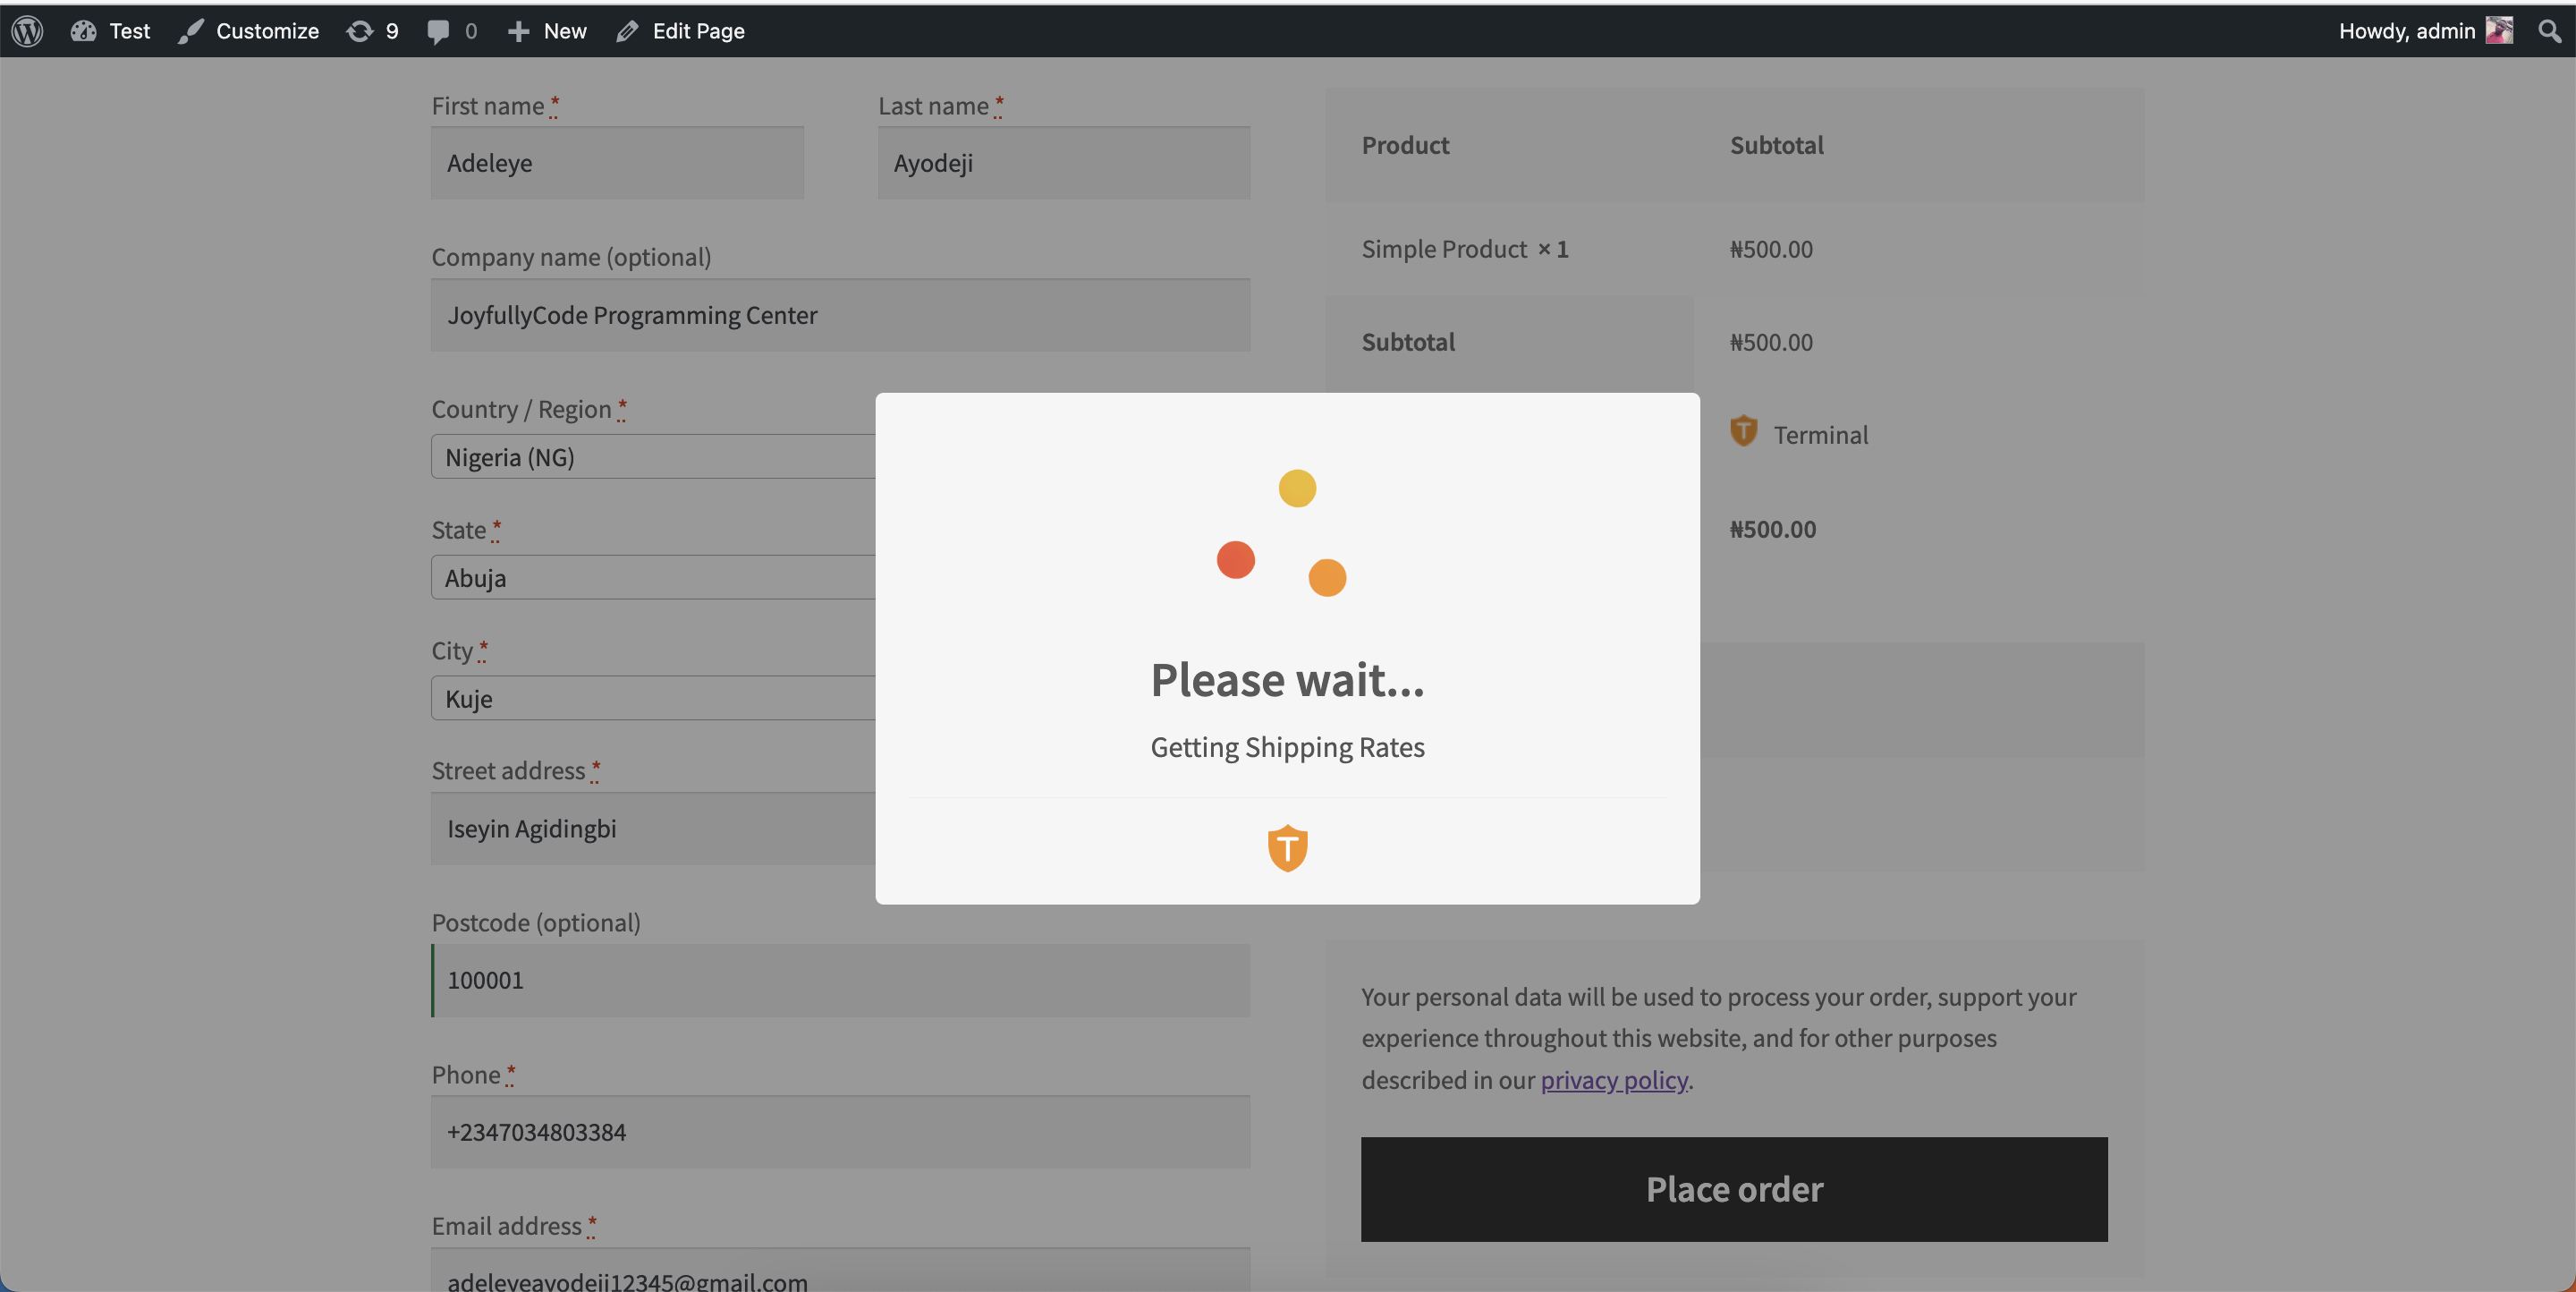 Test Customize 9 0 New Edit Page Howdy, admin
First name *
Adeleye
Last name *
Ayodeji
Company name (optional)
JoyfullyCode Programming Center
Country / Region *
Nigeria (NG)
State *
Abuja
City *
Kuje
Street address *
Iseyin Agidingbi
Postcode (optional)
100001
Phone *
+2347034803384
Email address *
adeleyeayodeji12345@gmail.com
Product Subtotal
Simple Product × 1 ₦500.00
Subtotal ₦500.00
T Terminal
₦500.00
Please wait...
Getting Shipping Rates
T
Your personal data will be used to process your order, support your
experience throughout this website, and for other purposes
described in our privacy policy.
Place order